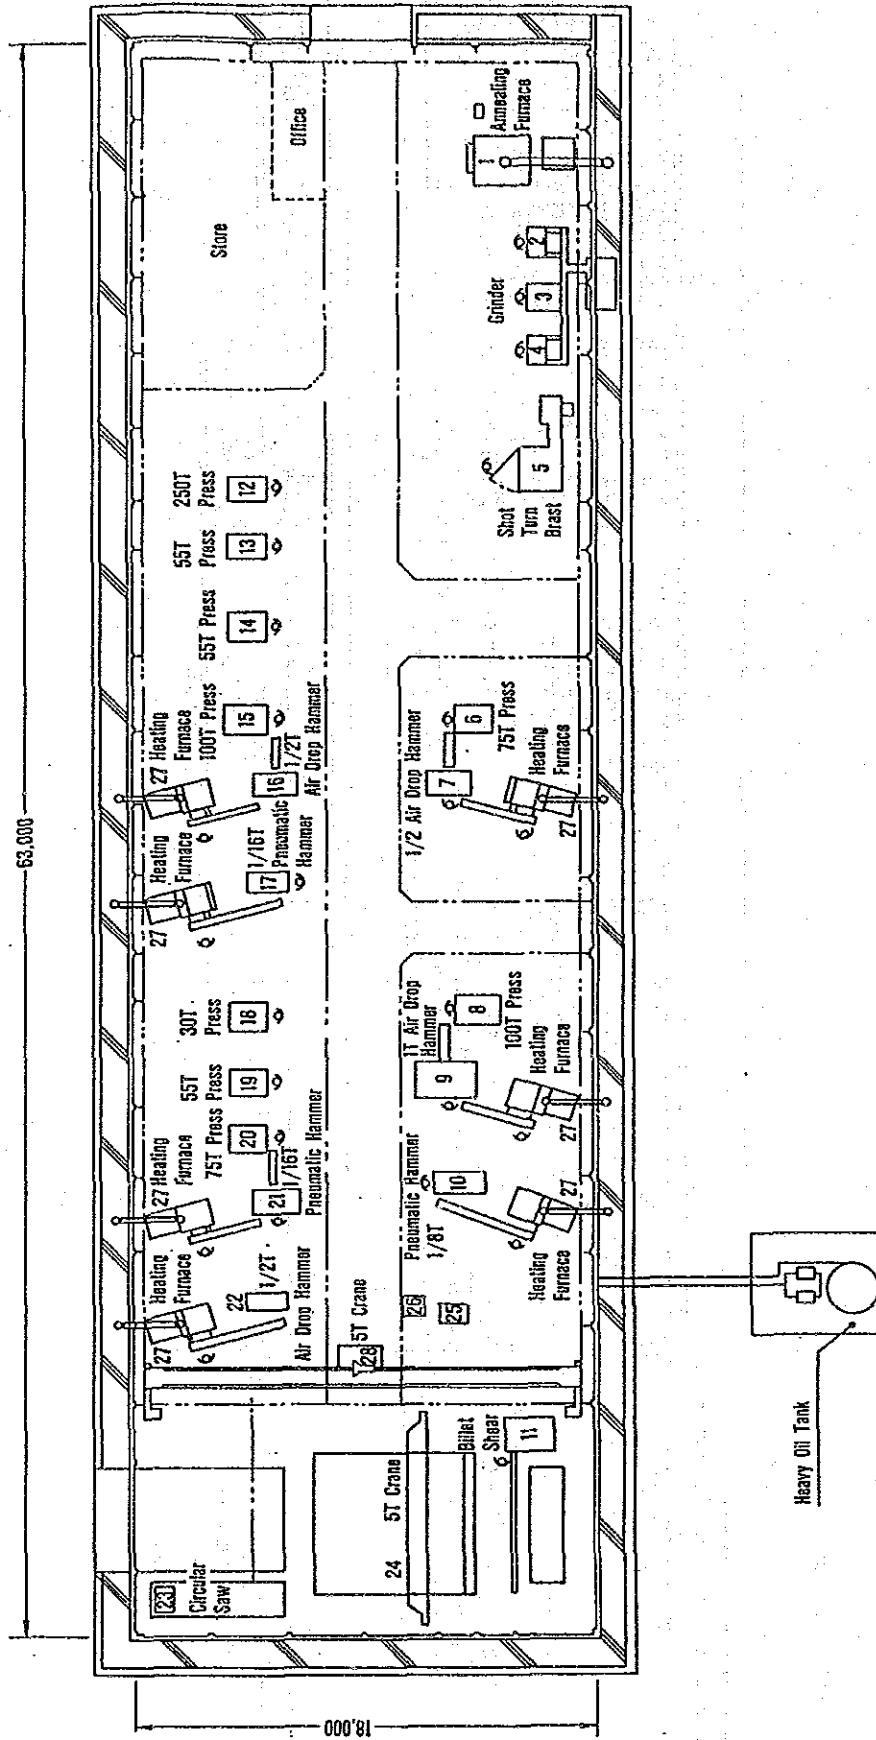 63,000
18,000
23
Circular
Saw
24
5T Crane
Billet
Shear
11
5T Crane
28
27
Heating
Furnace
22
1/2T
Air Drop Hammer
27 Heating
Furnace
21
1/16T
Pneumatic Hammer
75T Press
20
55T
Press
19
30T
Press
18
27
Heating
Furnace
1/16T
Pneumatic
Hammer
17
27 Heating
Furnace
16
1/2T
Air Drop Hammer
100T Press
15
55T Press
14
55T
Press
13
250T
Press
12
Store
Office
26
25
Pneumatic Hammer
1/8T
10
27
Heating
Furnace
1T Air Drop
Hammer
9
8
100T Press
Heating
Furnace
27
1/2 Air Drop Hammer
7
6
75T Press
Heating
Furnace
27
Shot
Turn
Brast
5
Grinder
4
3
2
1
Annealing
Furnace
Heavy Oil Tank